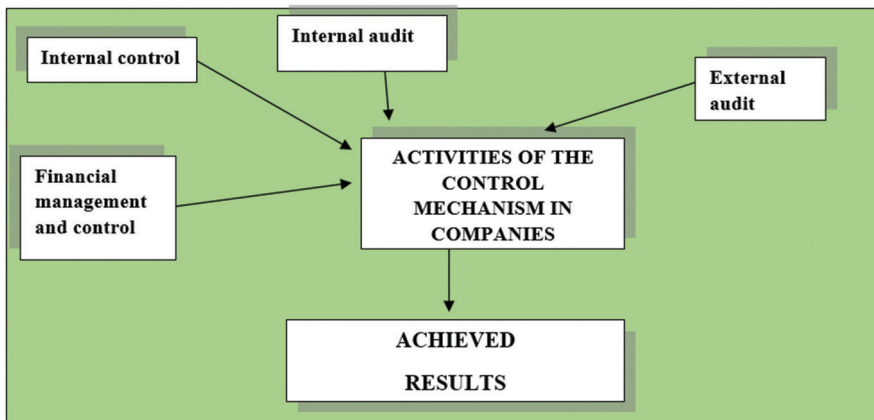 Internal control
Internal audit
External
audit
Financial
management
and control
ACTIVITIES OF THE
CONTROL
MECHANISM IN
COMPANIES
ACHIEVED
RESULTS